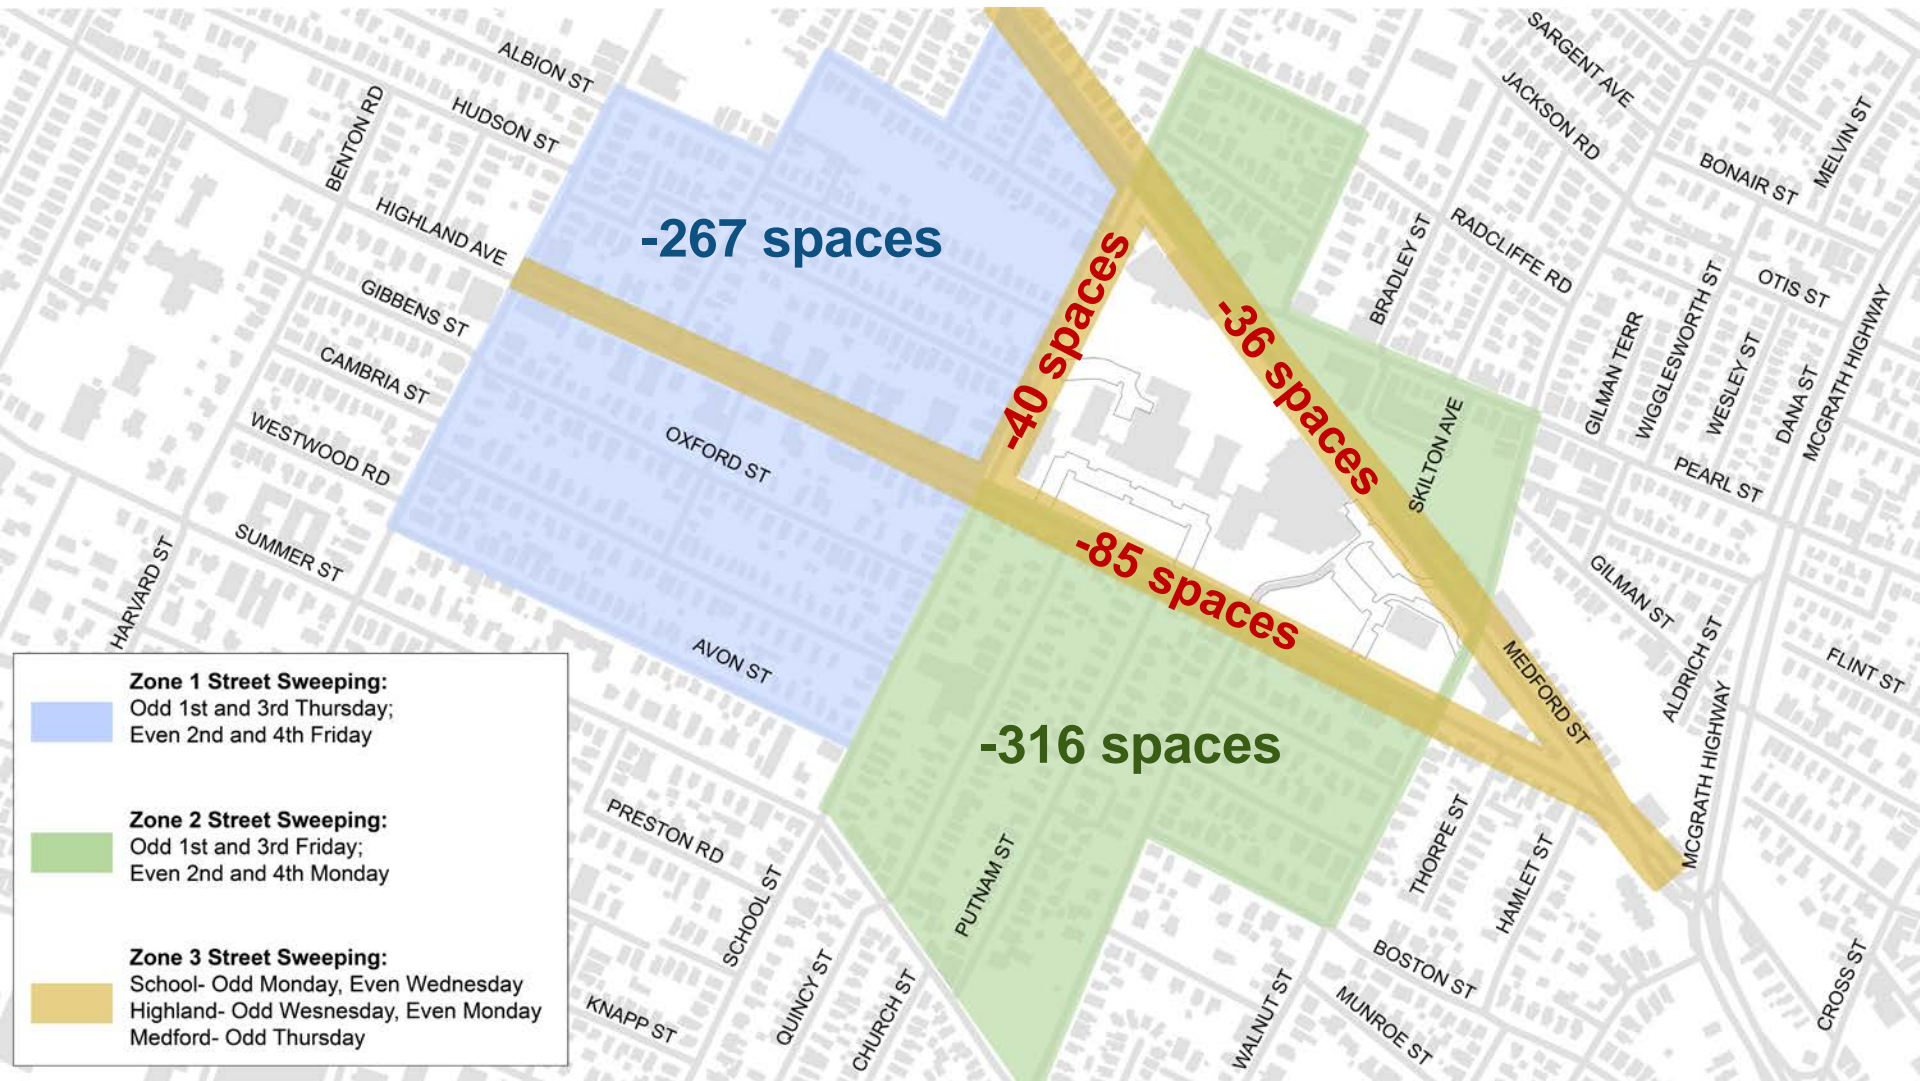 ALBION ST
HUDSON ST
BENTON RD
HIGHLAND AVE
GIBBENS ST
CAMBRIA ST
WESTWOOD RD
SUMMER ST
HARVARD ST
OXFORD ST
AVON ST
-267 spaces
-40 spaces
-36 spaces
-85 spaces
-316 spaces
SARGENT AVE
JACKSON RD
MELVIN ST
BONAIR ST
RADCLIFFE RD
BRADLEY ST
OTIS ST
GILMAN TERR
WIGGLESWORTH ST
WESLEY ST
DANA ST
MCGRATH HIGHWAY
SKILTON AVE
PEARL ST
GILMAN ST
ALDRICH ST
FLINT ST
MEDFORD ST
MCGRATH HIGHWAY
THORPE ST
HAMLET ST
PRESTON RD
SCHOOL ST
PUTNAM ST
QUINCY ST
CHURCH ST
KNAPP ST
WALNUT ST
BOSTON ST
MUNROE ST
CROSS ST
Zone 1 Street Sweeping:
Odd 1st and 3rd Thursday;
Even 2nd and 4th Friday
Zone 2 Street Sweeping:
Odd 1st and 3rd Friday;
Even 2nd and 4th Monday
Zone 3 Street Sweeping:
School- Odd Monday, Even Wednesday
Highland- Odd Wesnesday, Even Monday
Medford- Odd Thursday